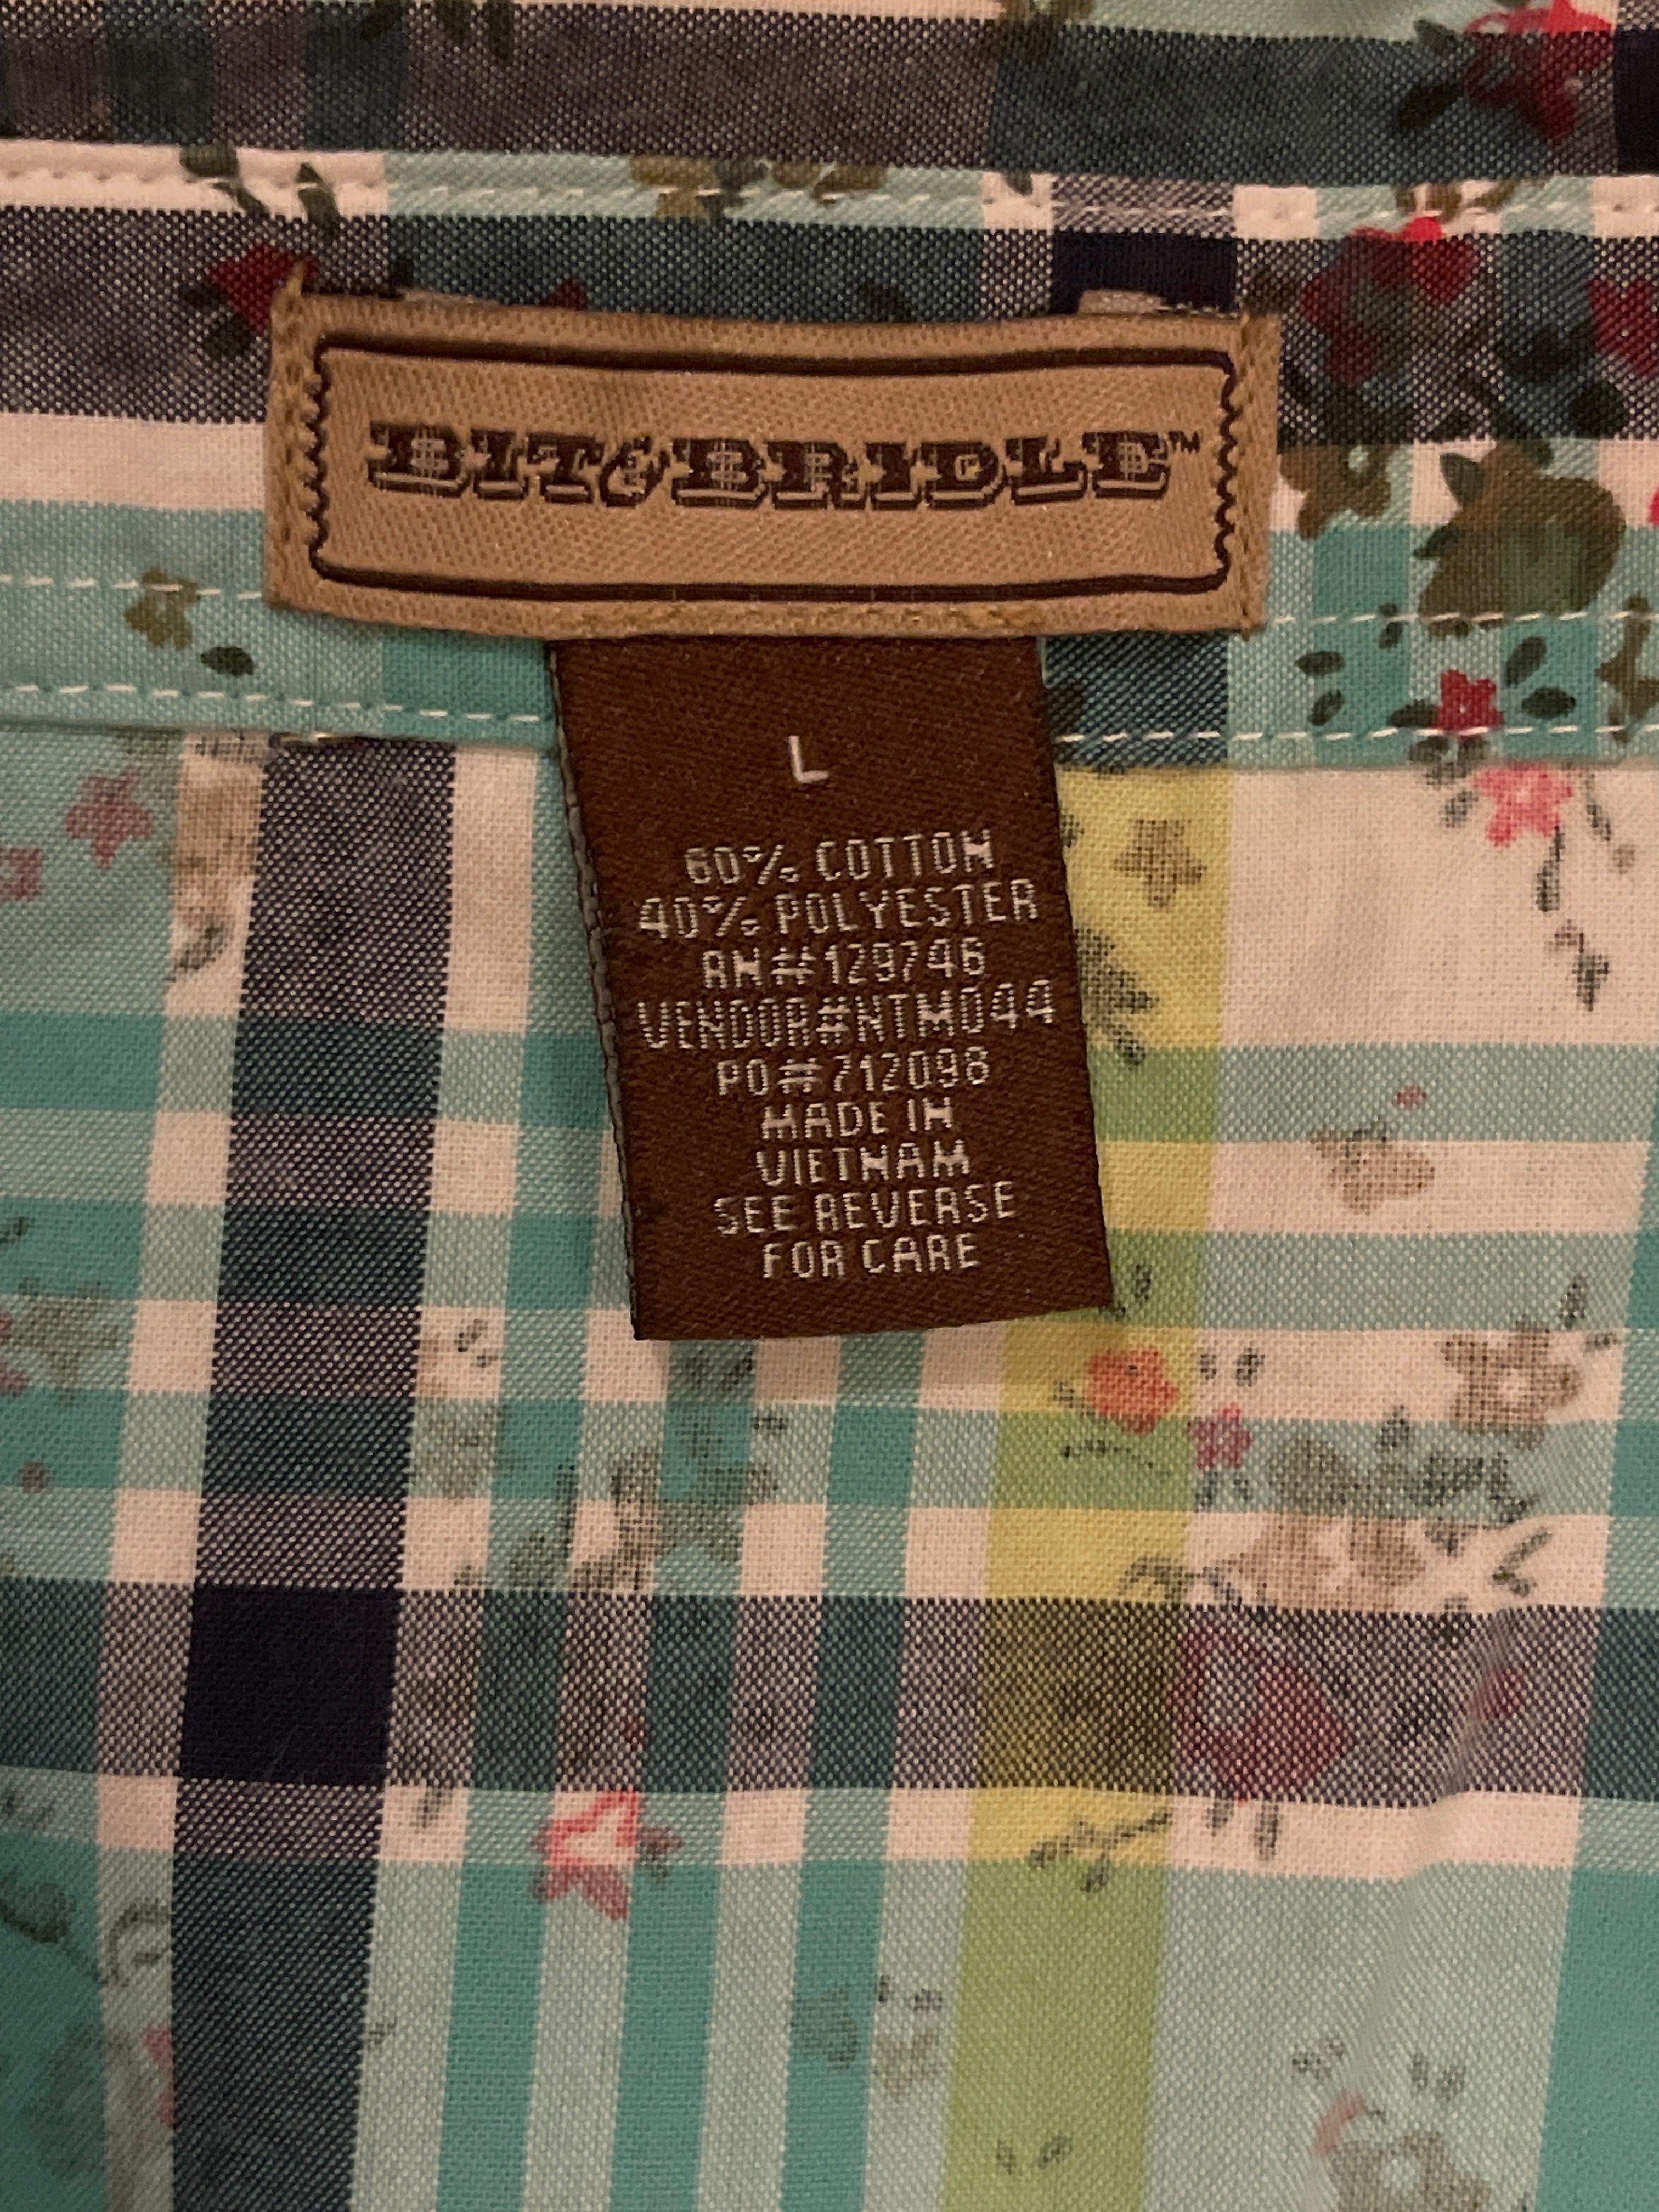 BIT & BRIDLE™
L
60% COTTON
40% POLYESTER
RN#129746
VENDOR#NTM044
PO#712098
MADE IN
VIETNAM
SEE REVERSE
FOR CARE